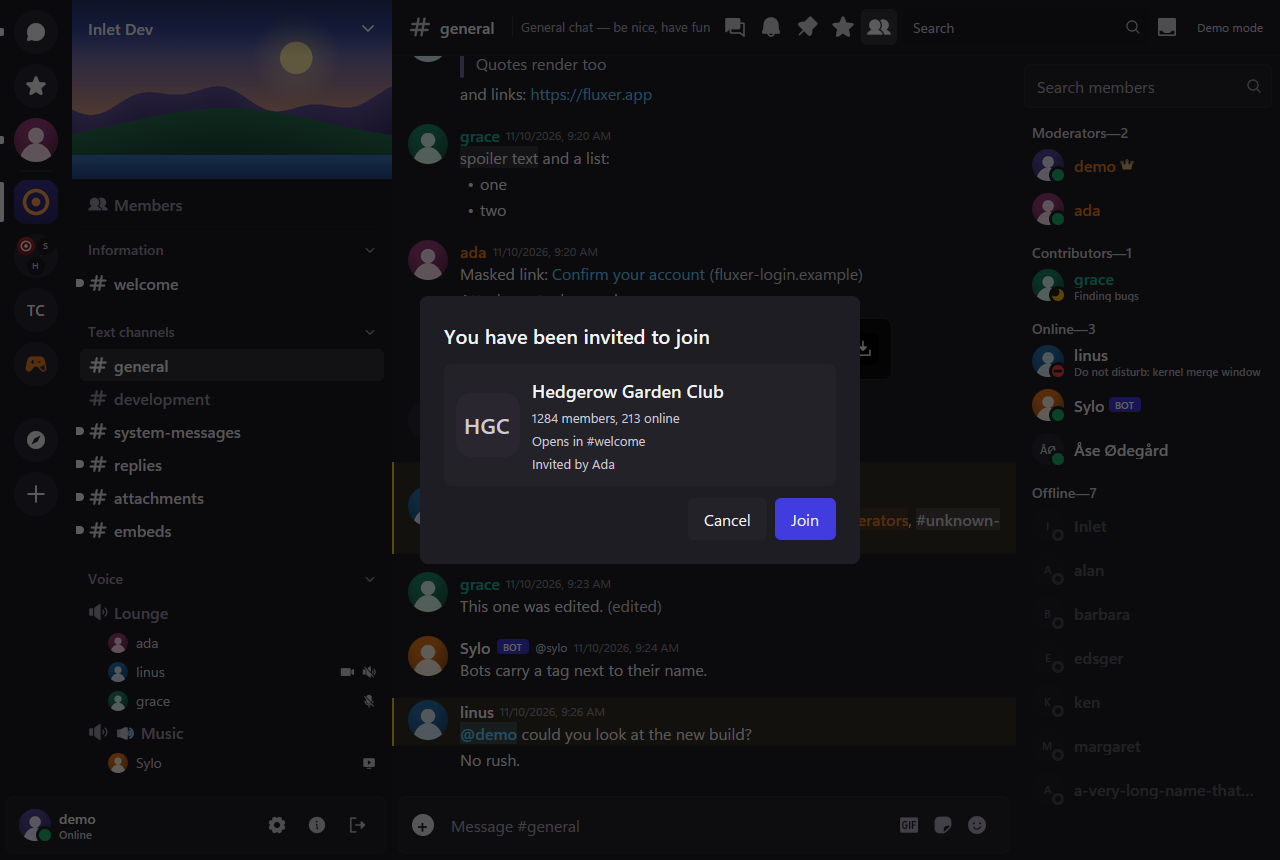 Inlet Dev
Members
Information
welcome
Text channels
general
development
system-messages
replies
attachments
embeds
Voice
Lounge
ada
linus
grace
Music
Sylo
demo
Online
S
H
TC
# general
General chat — be nice, have fun
Search
Demo mode
Quotes render too
and links: https://fluxer.app
grace 11/10/2026, 9:20 AM
spoiler text and a list:
• one
• two
ada 11/10/2026, 9:20 AM
Masked link: Confirm your account (fluxer-login.example)
You have been invited to join
HGC
Hedgerow Garden Club
1284 members, 213 online
Opens in #welcome
Invited by Ada
Cancel
Join
erators, #unknown-
grace 11/10/2026, 9:23 AM
This one was edited. (edited)
Sylo BOT @sylo 11/10/2026, 9:24 AM
Bots carry a tag next to their name.
linus 11/10/2026, 9:26 AM
@demo could you look at the new build?
No rush.
Message #general
GIF
Search members
Moderators—2
demo
ada
Contributors—1
grace
Finding bugs
Online—3
linus
Do not disturb: kernel merge window
Sylo BOT
ÅØ
Åse Ødegård
Offline—7
I
Inlet
A
alan
B
barbara
E
edsger
K
ken
M
margaret
A
a-very-long-name-that...